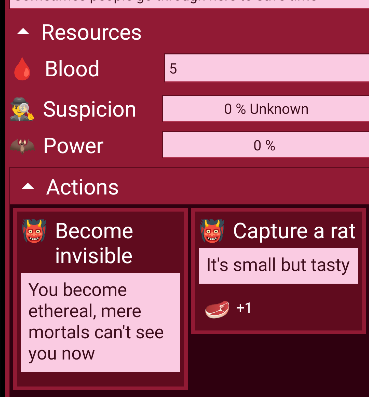 Resources
Blood
5
Suspicion
0 % Unknown
Power
0 %
Actions
Become
invisible
You become
ethereal, mere
mortals can't see
you now
Capture a rat
It's small but tasty
+1